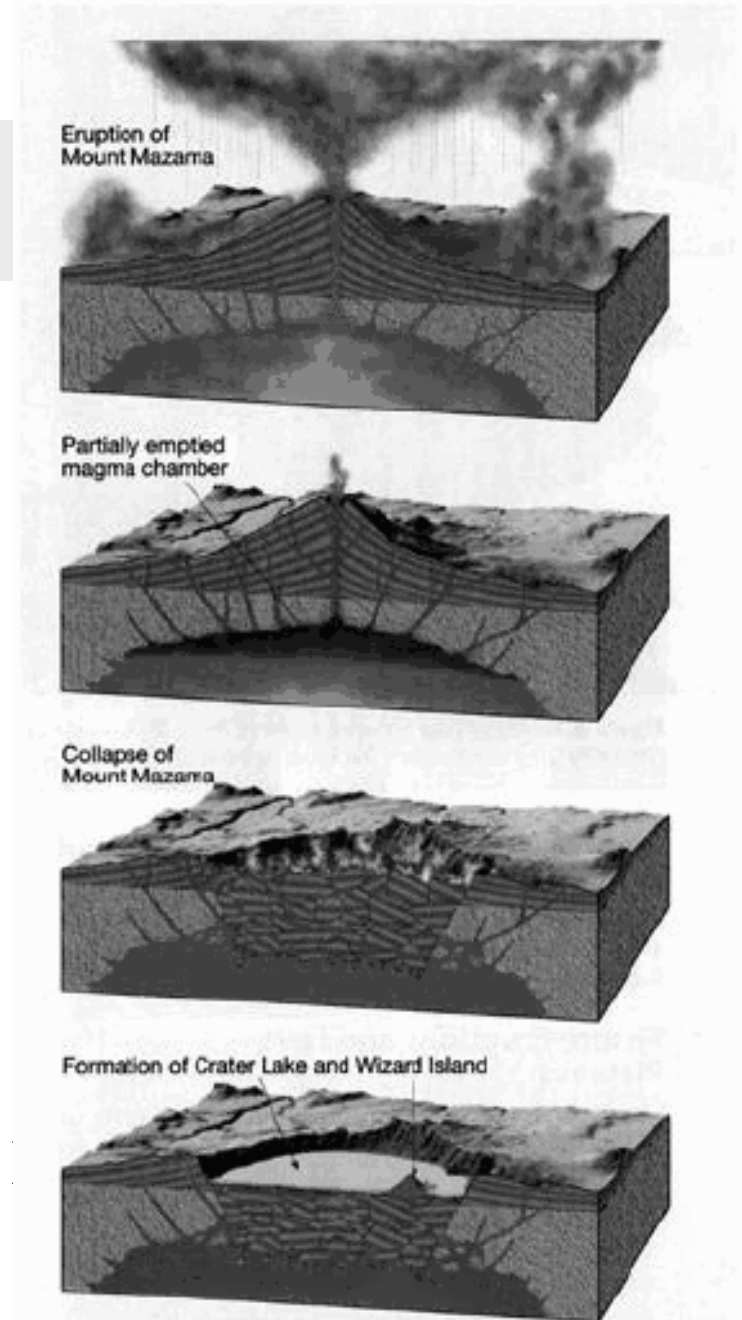 Eruption of
Mount Mazama
Partially emptied
magma chamber
Collapse of
Mount Mazama
Formation of Crater Lake and Wizard Island